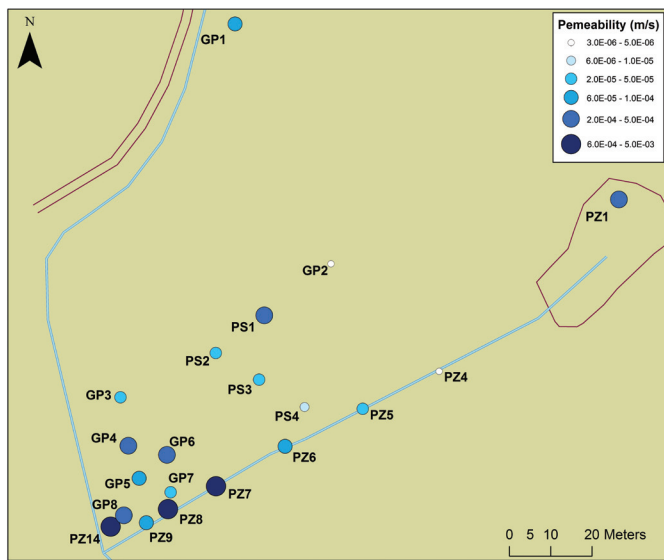 N
GP1
Pemeability (m/s)
3.0E-06 - 5.0E-06
6.0E-06 - 1.0E-05
2.0E-05 - 5.0E-05
6.0E-05 - 1.0E-04
2.0E-04 - 5.0E-04
6.0E-04 - 5.0E-03
PZ1
GP2
PS1
PS2
PS3
PZ4
GP3
PS4
PZ5
GP4
GP6
PZ6
GP5
GP7
PZ7
GP8
PZ8
PZ14
PZ9
0 5 10 20 Meters